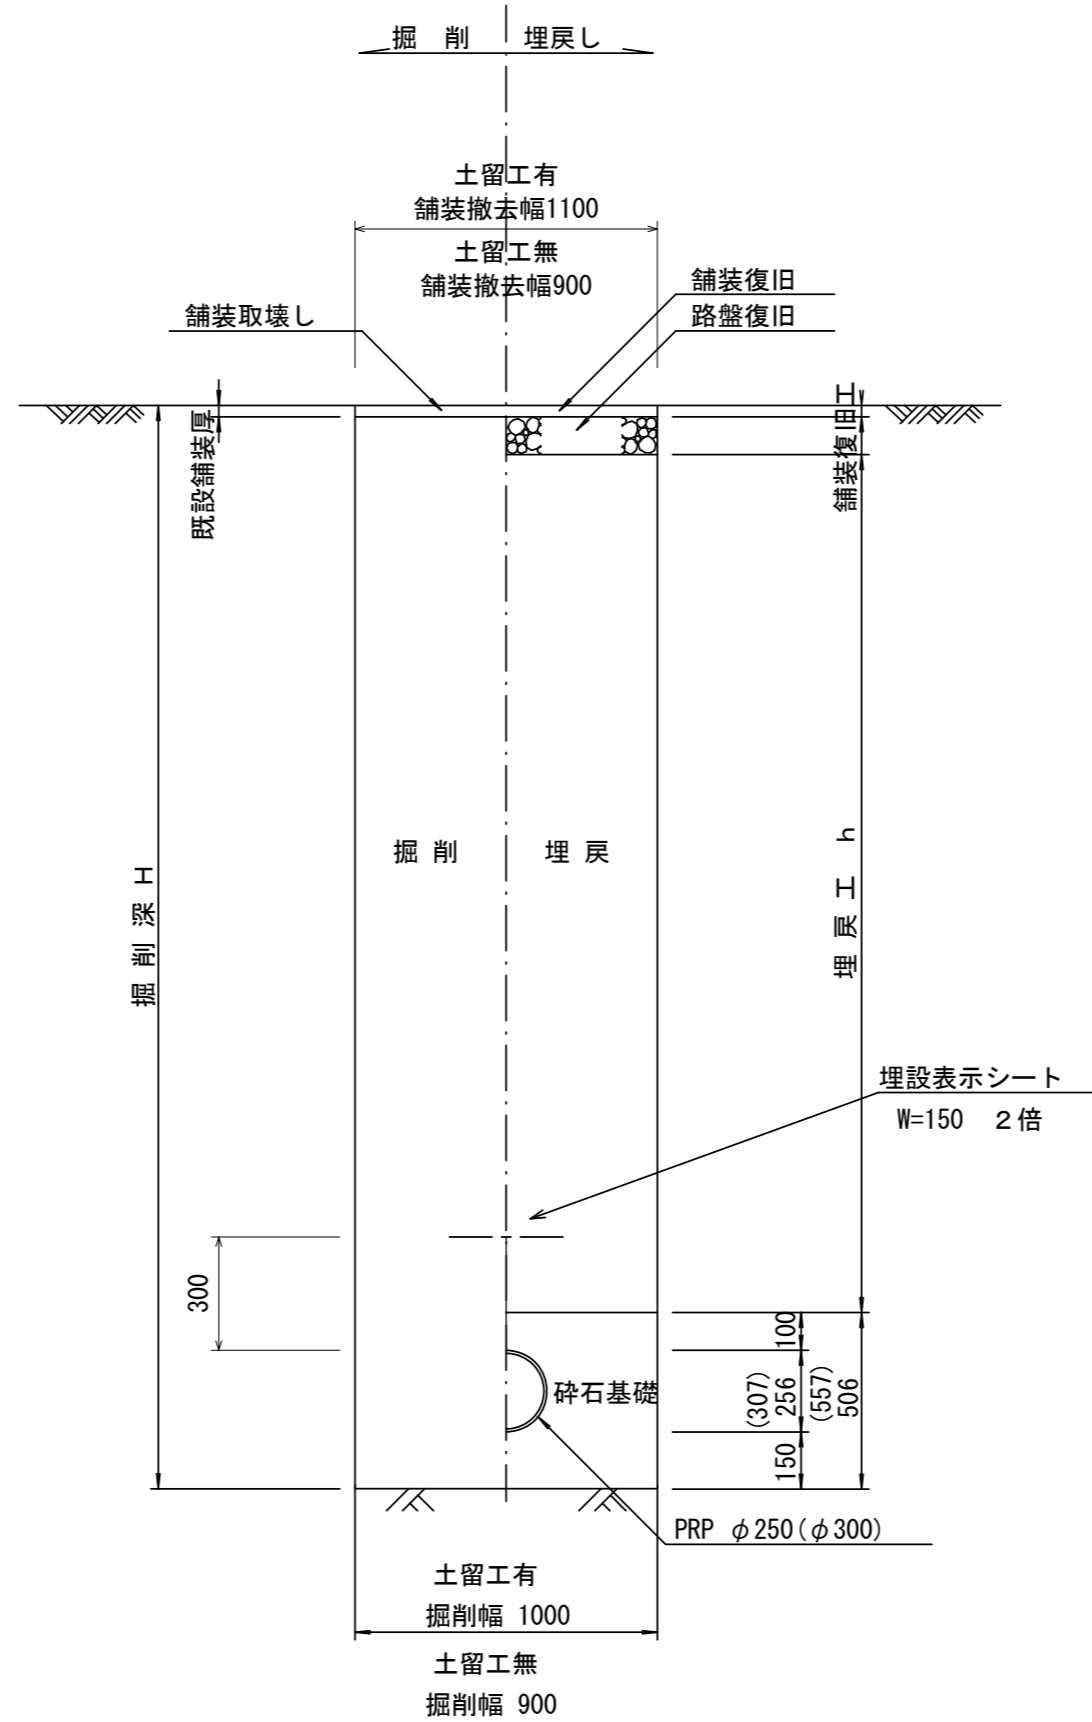 掘 削 埋戻し
土留工有
舗装撤去幅1100
土留工無
舗装撤去幅900
舗装復旧
路盤復旧
舗装取壊し
既設舗装厚
舗装復旧工
掘 削
埋 戻
掘 削 深 H
埋 戻 工 h
埋設表示シート
W=150 2倍
300
100
(307)
256
(557)
506
150
砕石基礎
PRP φ250(φ300)
土留工有
掘削幅 1000
土留工無
掘削幅 900